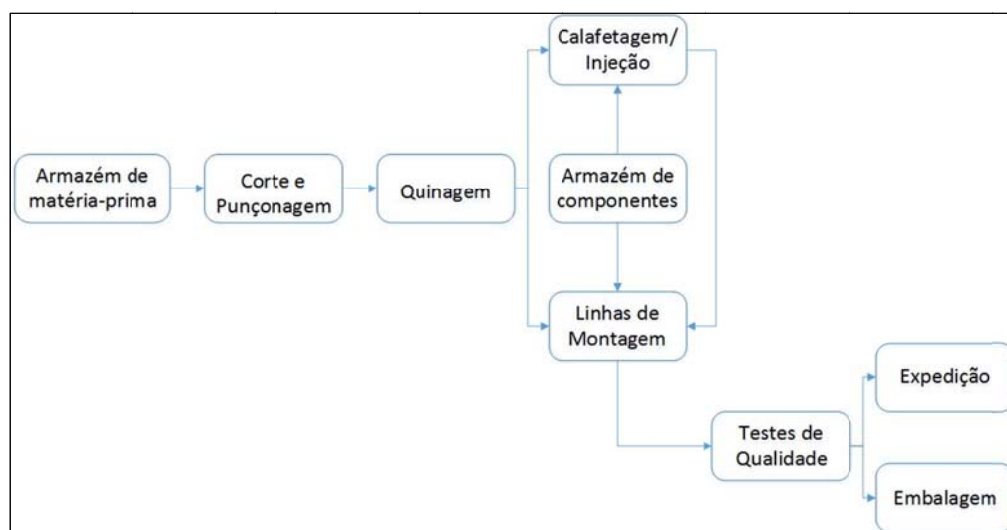 Calafetagem/
Injeção
Armazém de
matéria-prima
Corte e
Punçonagem
Quinagem
Armazém de
componentes
Linhas de
Montagem
Expedição
Testes de
Qualidade
Embalagem